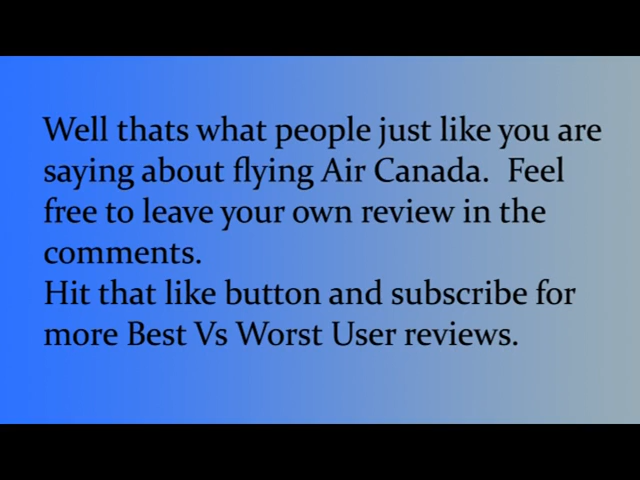 Well thats what people just like you are
saying about flying Air Canada.  Feel
free to leave your own review in the
comments.
Hit that like button and subscribe for
more Best Vs Worst User reviews.